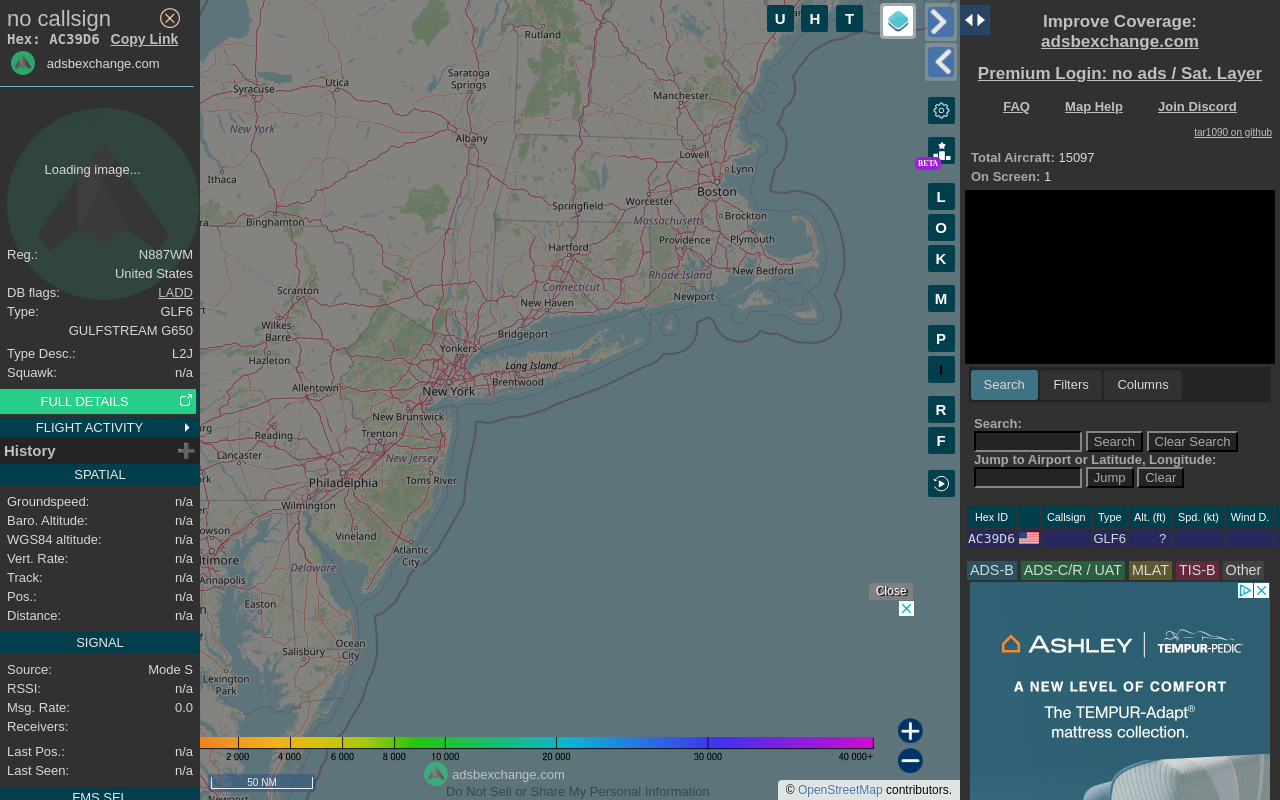 no callsign
Hex: AC39D6 Copy Link
adsbexchange.com
Loading image...
Reg.: N887WM
United States
DB flags: LADD
Type: GLF6
GULFSTREAM G650
Type Desc.: L2J
Squawk: n/a
FULL DETAILS
FLIGHT ACTIVITY
History
SPATIAL
Groundspeed: n/a
Baro. Altitude: n/a
WGS84 altitude: n/a
Vert. Rate: n/a
Track: n/a
Pos.: n/a
Distance: n/a
SIGNAL
Source: Mode S
RSSI: n/a
Msg. Rate: 0.0
Receivers:
Last Pos.: n/a
Last Seen: n/a
FMS SEL
U H T
Rutland
Utica
Saratoga
Springs
Syracuse
Manchester
New York
Albany
Lowell
Lynn
Ithaca
Boston
Worcester
Springfield
Brockton
Binghamton
Massachusetts
Providence
Plymouth
Hartford
Rhode Island
New Bedford
Connecticut
Scranton
New Haven
Newport
Wilkes-
Barre
Bridgeport
Yonkers
Hazleton
Long Island
Brentwood
Allentown
New York
New Brunswick
Reading
Trenton
Lancaster
New Jersey
Toms River
Philadelphia
Wilmington
Vineland
Atlantic
City
Delaware
Annapolis
Easton
Ocean
City
Salisbury
Lexington
Park
BETA
L
O
K
M
P
I
R
F
Close
2 000 4 000 6 000 8 000 10 000 20 000 30 000 40 000+
50 NM
adsbexchange.com
Do Not Sell or Share My Personal Information
© OpenStreetMap contributors.
Improve Coverage:
adsbexchange.com
Premium Login: no ads / Sat. Layer
FAQ Map Help Join Discord
tar1090 on github
Total Aircraft: 15097
On Screen: 1
Search Filters Columns
Search:
Search Clear Search
Jump to Airport or Latitude, Longitude:
Jump Clear
Hex ID Callsign Type Alt. (ft) Spd. (kt) Wind D.
AC39D6 GLF6 ?
ADS-B ADS-C/R / UAT MLAT TIS-B Other
ASHLEY TEMPUR-PEDIC
A NEW LEVEL OF COMFORT
The TEMPUR-Adapt®
mattress collection.